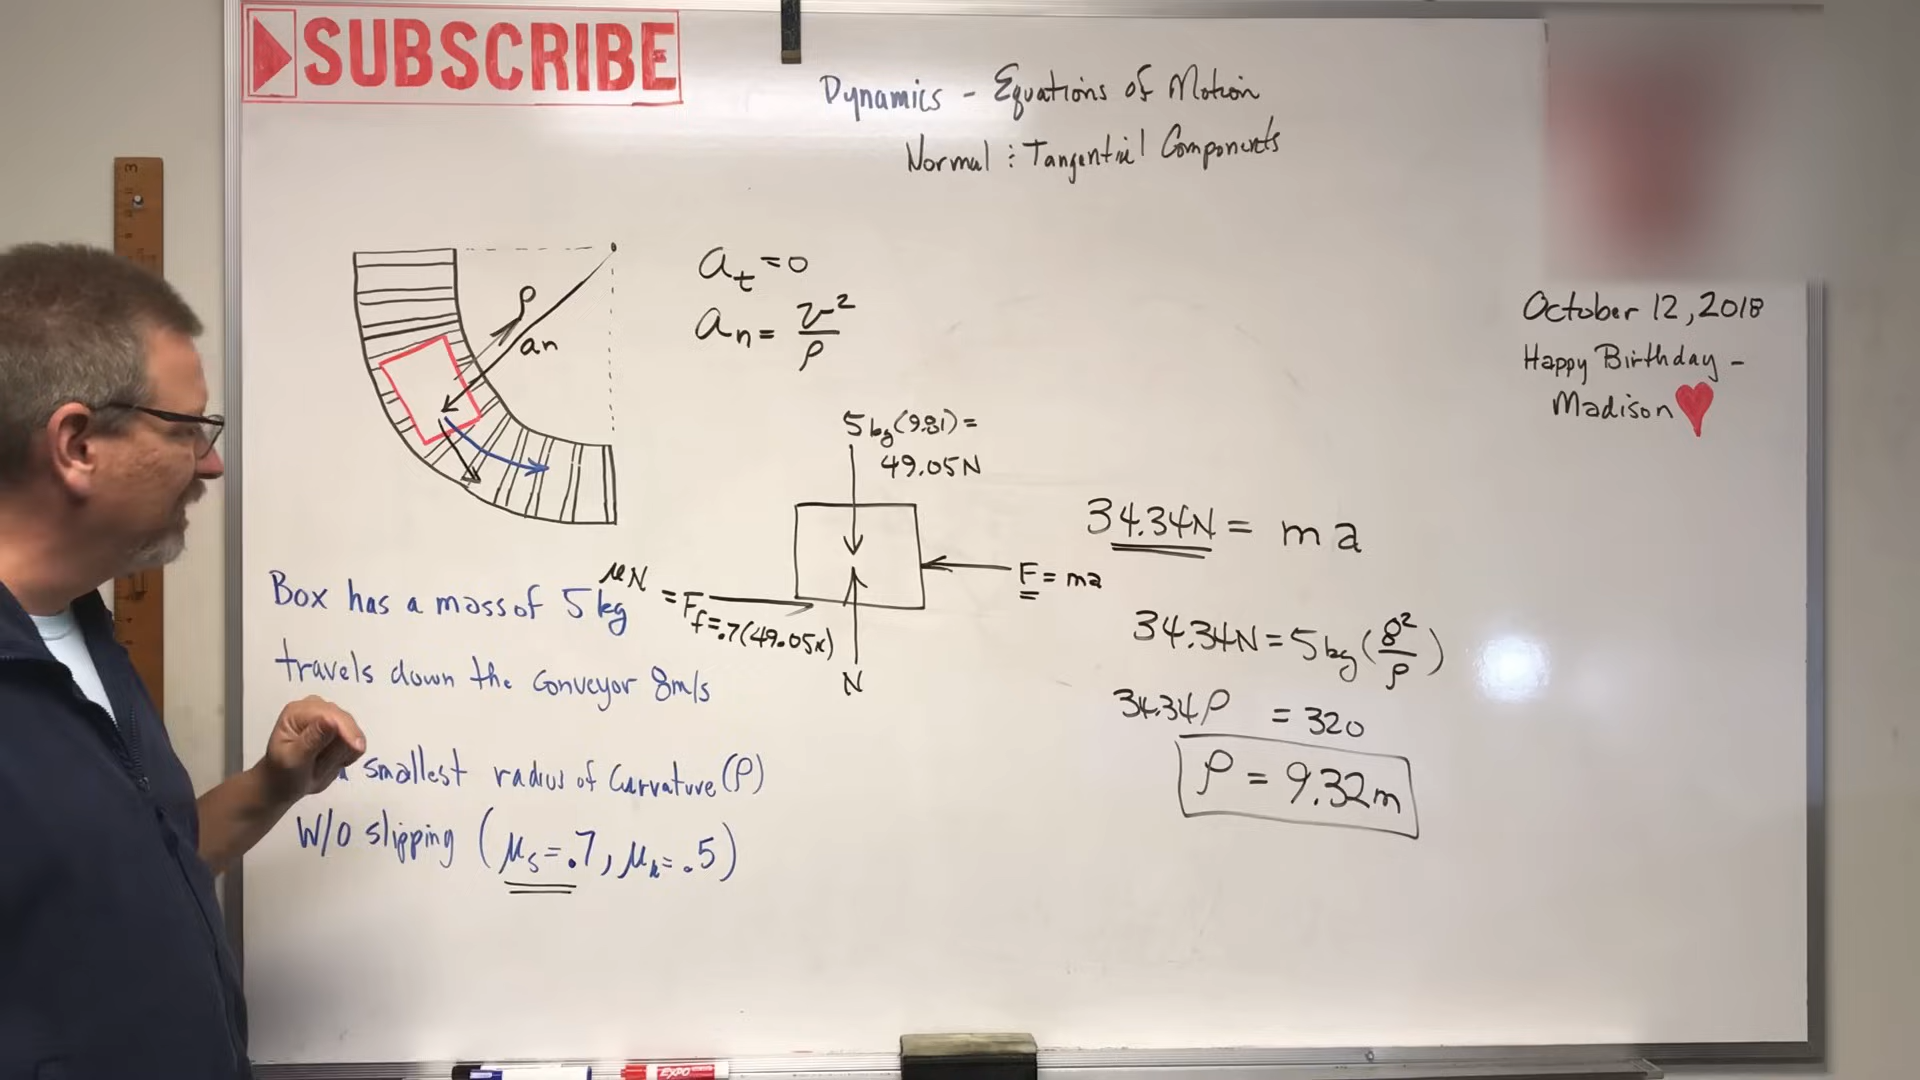 SUBSCRIBE
Dynamics - Equations of Motion
Normal : Tangential Components
3
ρ
an
at = 0
an = v²/ρ
October 12, 2018
Happy Birthday -
Madison
5kg(9.81) =
49.05N
μN = Ff = .7(49.05N)
F = ma
N
Box has a mass of 5kg
travels down the conveyor 8m/s
smallest radius of Curvature (ρ)
W/O slipping (μs = .7, μk = .5)
34.34N = ma
34.34N = 5kg(8²/ρ)
34.34ρ = 320
ρ = 9.32m
EXPO